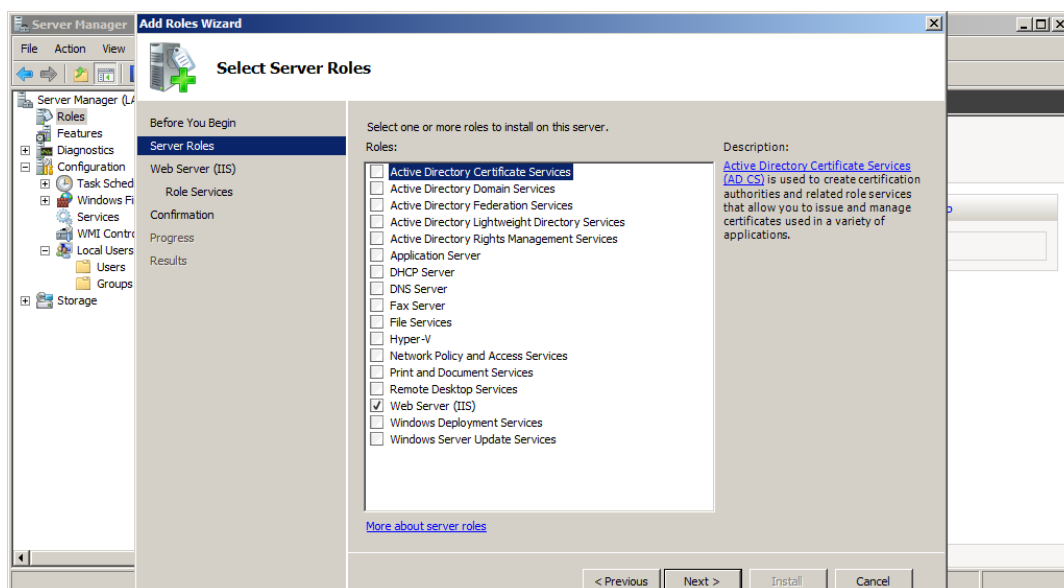 Server Manager
File Action View
Server Manager (LA
Roles
Features
Diagnostics
Configuration
Task Sched
Windows Fi
Services
WMI Contro
Local Users
Users
Groups
Storage
Add Roles Wizard
Select Server Roles
Before You Begin
Server Roles
Web Server (IIS)
Role Services
Confirmation
Progress
Results
Select one or more roles to install on this server.
Roles:
Active Directory Certificate Services
Active Directory Domain Services
Active Directory Federation Services
Active Directory Lightweight Directory Services
Active Directory Rights Management Services
Application Server
DHCP Server
DNS Server
Fax Server
File Services
Hyper-V
Network Policy and Access Services
Print and Document Services
Remote Desktop Services
Web Server (IIS)
Windows Deployment Services
Windows Server Update Services
More about server roles
Description:
Active Directory Certificate Services
(AD CS) is used to create certification
authorities and related role services
that allow you to issue and manage
certificates used in a variety of
applications.
< Previous
Next >
Install
Cancel